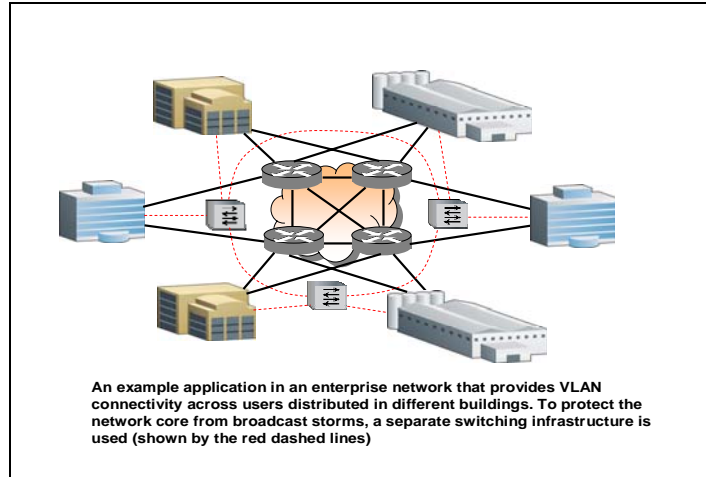 An example application in an enterprise network that provides VLAN
connectivity across users distributed in different buildings. To protect the
network core from broadcast storms, a separate switching infrastructure is
used (shown by the red dashed lines)